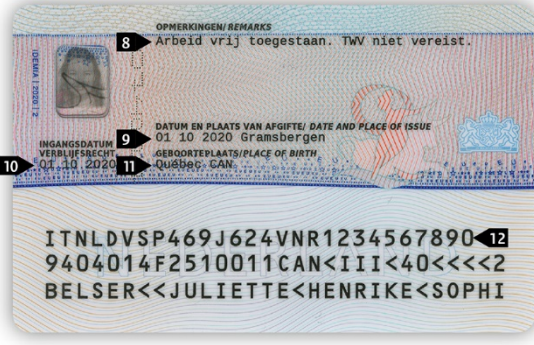 OPMERKINGEN/ REMARKS
8 Arbeid vrij toegestaan. TWV niet vereist.
IDEMIA | 2020 | 2
DATUM EN PLAATS VAN AFGIFTE/ DATE AND PLACE OF ISSUE
9 01 10 2020 Gramsbergen
INGANGSDATUM
VERBLIJFSRECHT
10 01 10 2020
GEBOORTEPLAATS/PLACE OF BIRTH
11 Québec CAN
ITNLDVSP469J624VNR1234567890 12
9404014F2510011CAN<III<40<<<<2
BELSER<<JULIETTE<HENRIKE<SOPHI